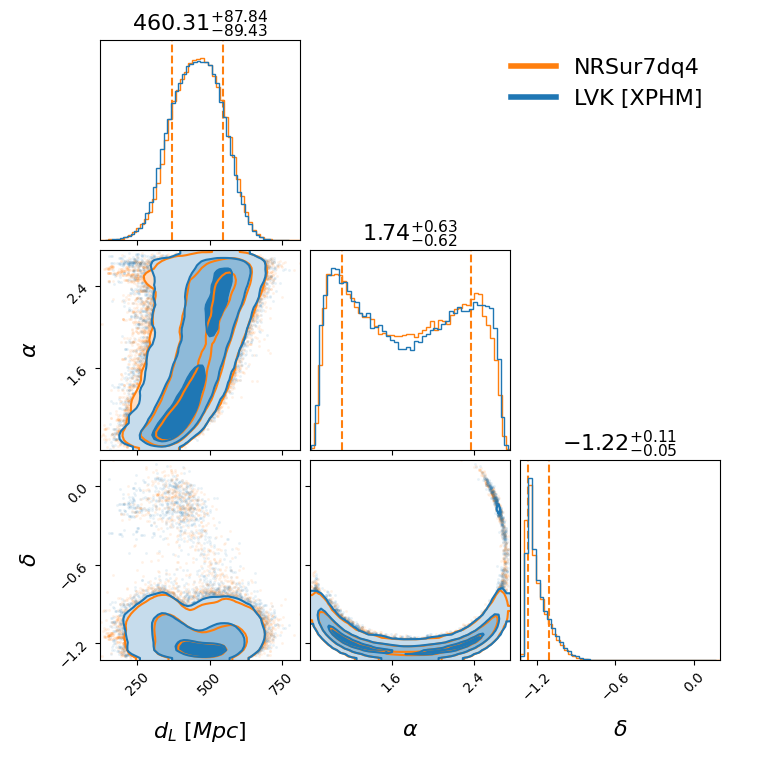 460.31+87.84−89.43
NRSur7dq4
LVK [XPHM]
1.74+0.63−0.62
α
2.4
1.6
−1.22+0.11−0.05
δ
0.0
−0.6
−1.2
250 500 750
1.6 2.4
−1.2 −0.6 0.0
dL [Mpc]
α
δ